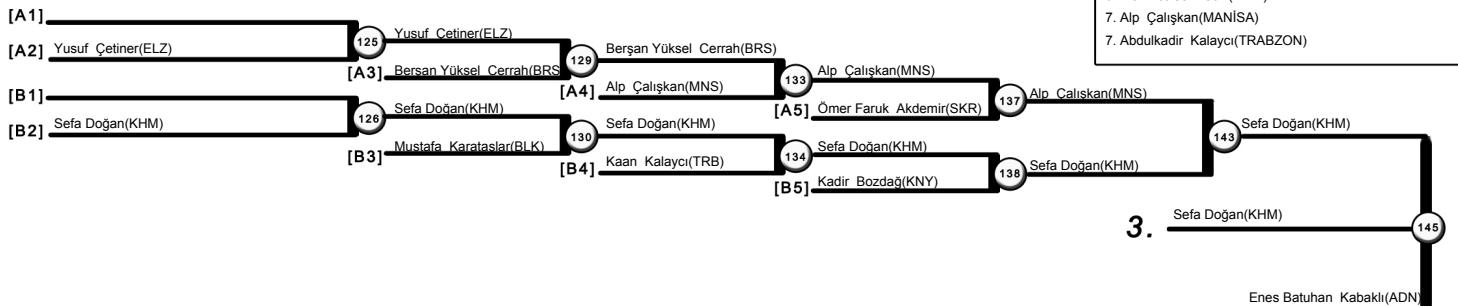 7. Alp Çalışkan(MANİSA)
7. Abdulkadir Kalaycı(TRABZON)
[A1]
[A2] Yusuf Çetiner(ELZ)
125
Yusuf Çetiner(ELZ)
[A3] Berşan Yüksel Cerrah(BRS
129
Berşan Yüksel Cerrah(BRS)
[A4] Alp Çalışkan(MNS)
133
Alp Çalışkan(MNS)
[A5] Ömer Faruk Akdemir(SKR)
137
Alp Çalışkan(MNS)
[B1]
[B2] Sefa Doğan(KHM)
126
Sefa Doğan(KHM)
[B3] Mustafa Karataşlar(BLK)
130
Sefa Doğan(KHM)
[B4] Kaan Kalaycı(TRB)
134
Sefa Doğan(KHM)
[B5] Kadir Bozdağ(KNY)
138
Sefa Doğan(KHM)
143
Sefa Doğan(KHM)
3. Sefa Doğan(KHM)
145
Enes Batuhan Kabaklı(ADN)